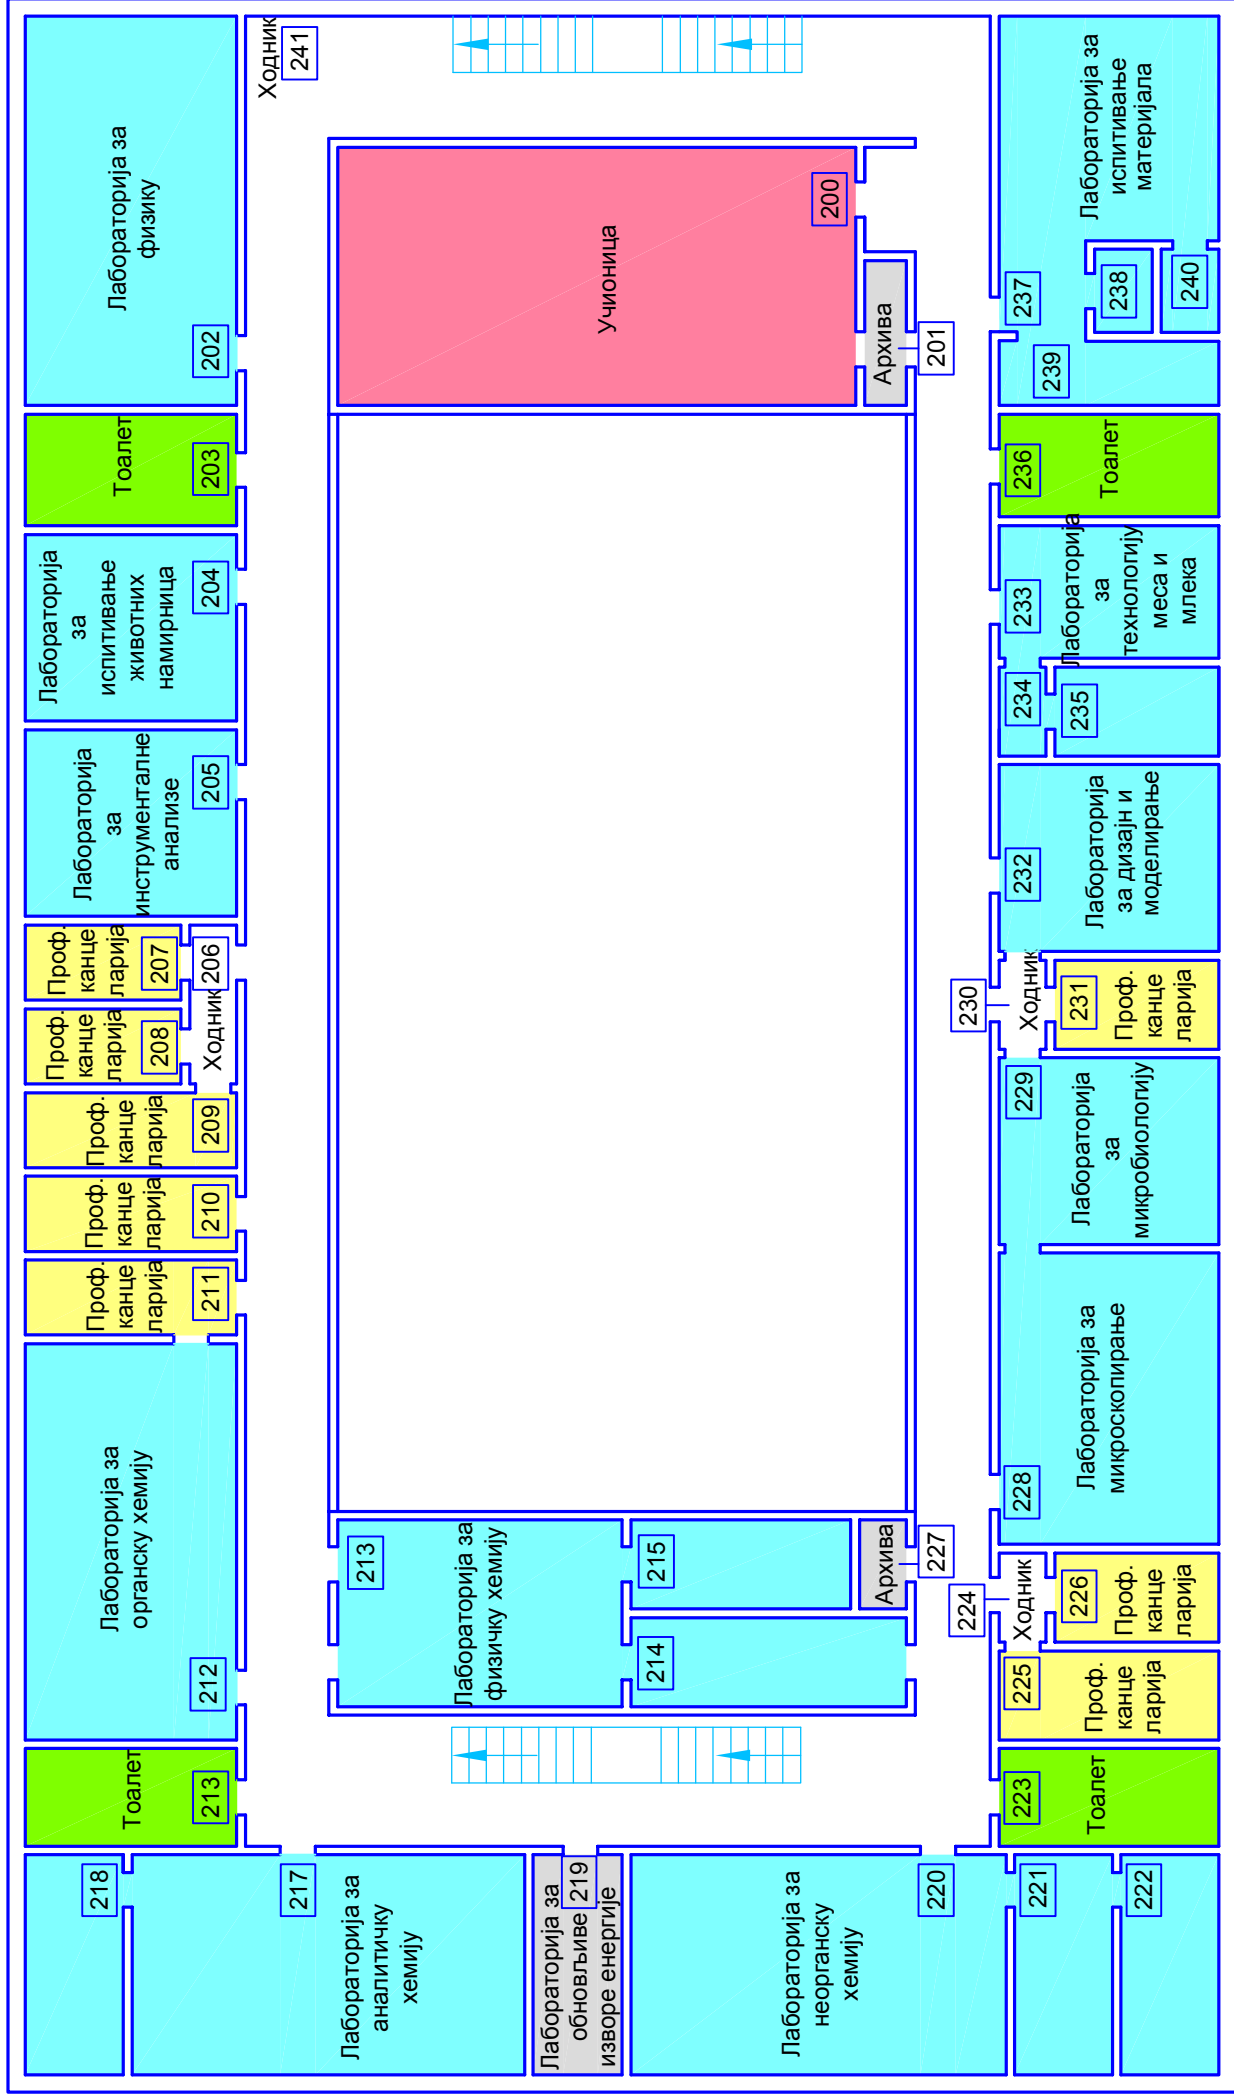 Лабораторија за
физику
202
Ходник
241
Тоалет
203
Лабораторија
за
испитивање
животних
намирница
204
Лабораторија
за
инструменталне
анализе
205
Проф.
канце
ларија
207
206
Ходник
Проф.
канце
ларија
208
Проф.
канце
ларија
209
Проф.
канце
ларија
210
Проф.
канце
ларија
211
Лабораторија за
органску хемију
212
Тоалет
213
218
217
Лабораторија за
аналитичку
хемију
Лабораторија за
обновљиве
изворе енергије
219
Лабораторија за
неорганску
хемију
220
221
222
Учионица
200
Архива
201
213
Лабораторија за
физичку хемију
215
214
Архива
227
Лабораторија за
испитивање
материјала
237
238
240
239
236
Тоалет
Лабораторија
за
технологију
меса и
млека
233
234
235
Лабораторија
за дизајн и
моделирање
232
230
Ходник
231
Проф.
канце
ларија
229
Лабораторија
за
микробиологију
Лабораторија за
микроскопирање
228
224
Ходник
226
Проф.
канце
ларија
225
Проф.
канце
ларија
223
Тоалет